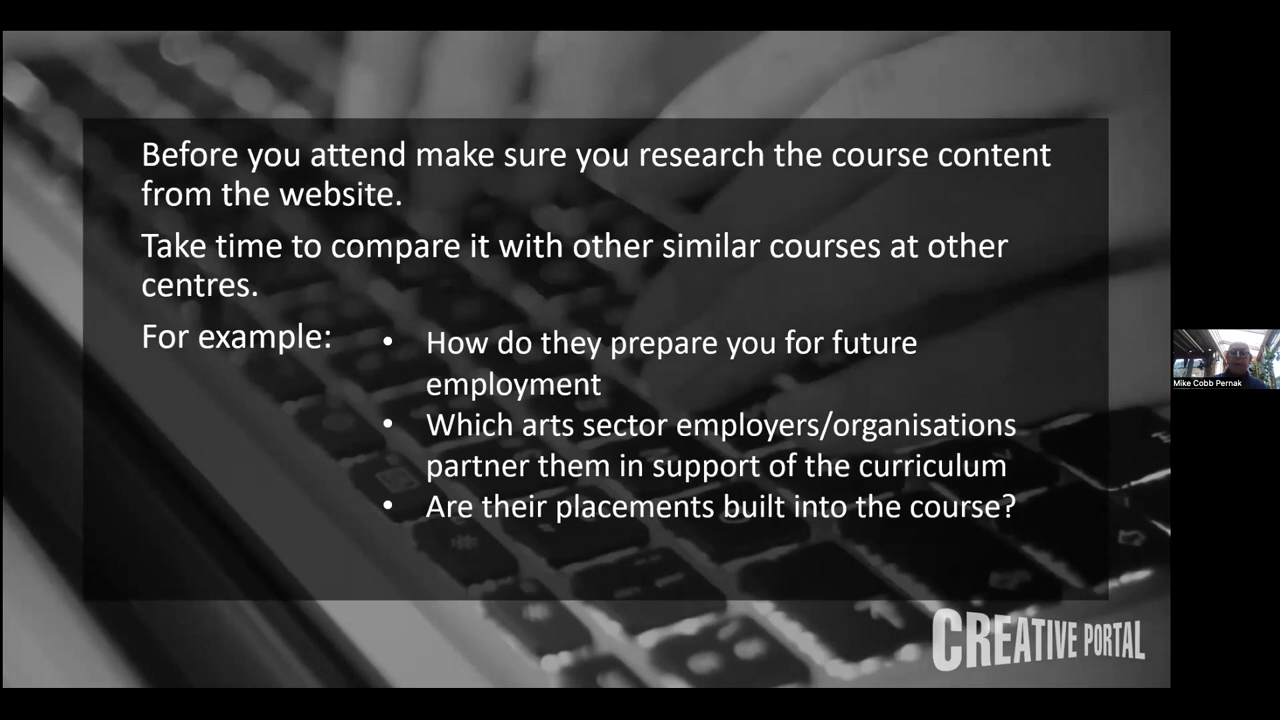 Before you attend make sure you research the course content
from the website.
Take time to compare it with other similar courses at other
centres.
For example:
• How do they prepare you for future
employment
• Which arts sector employers/organisations
partner them in support of the curriculum
• Are their placements built into the course?
CREATIVE PORTAL
Mike Cobb Pernak